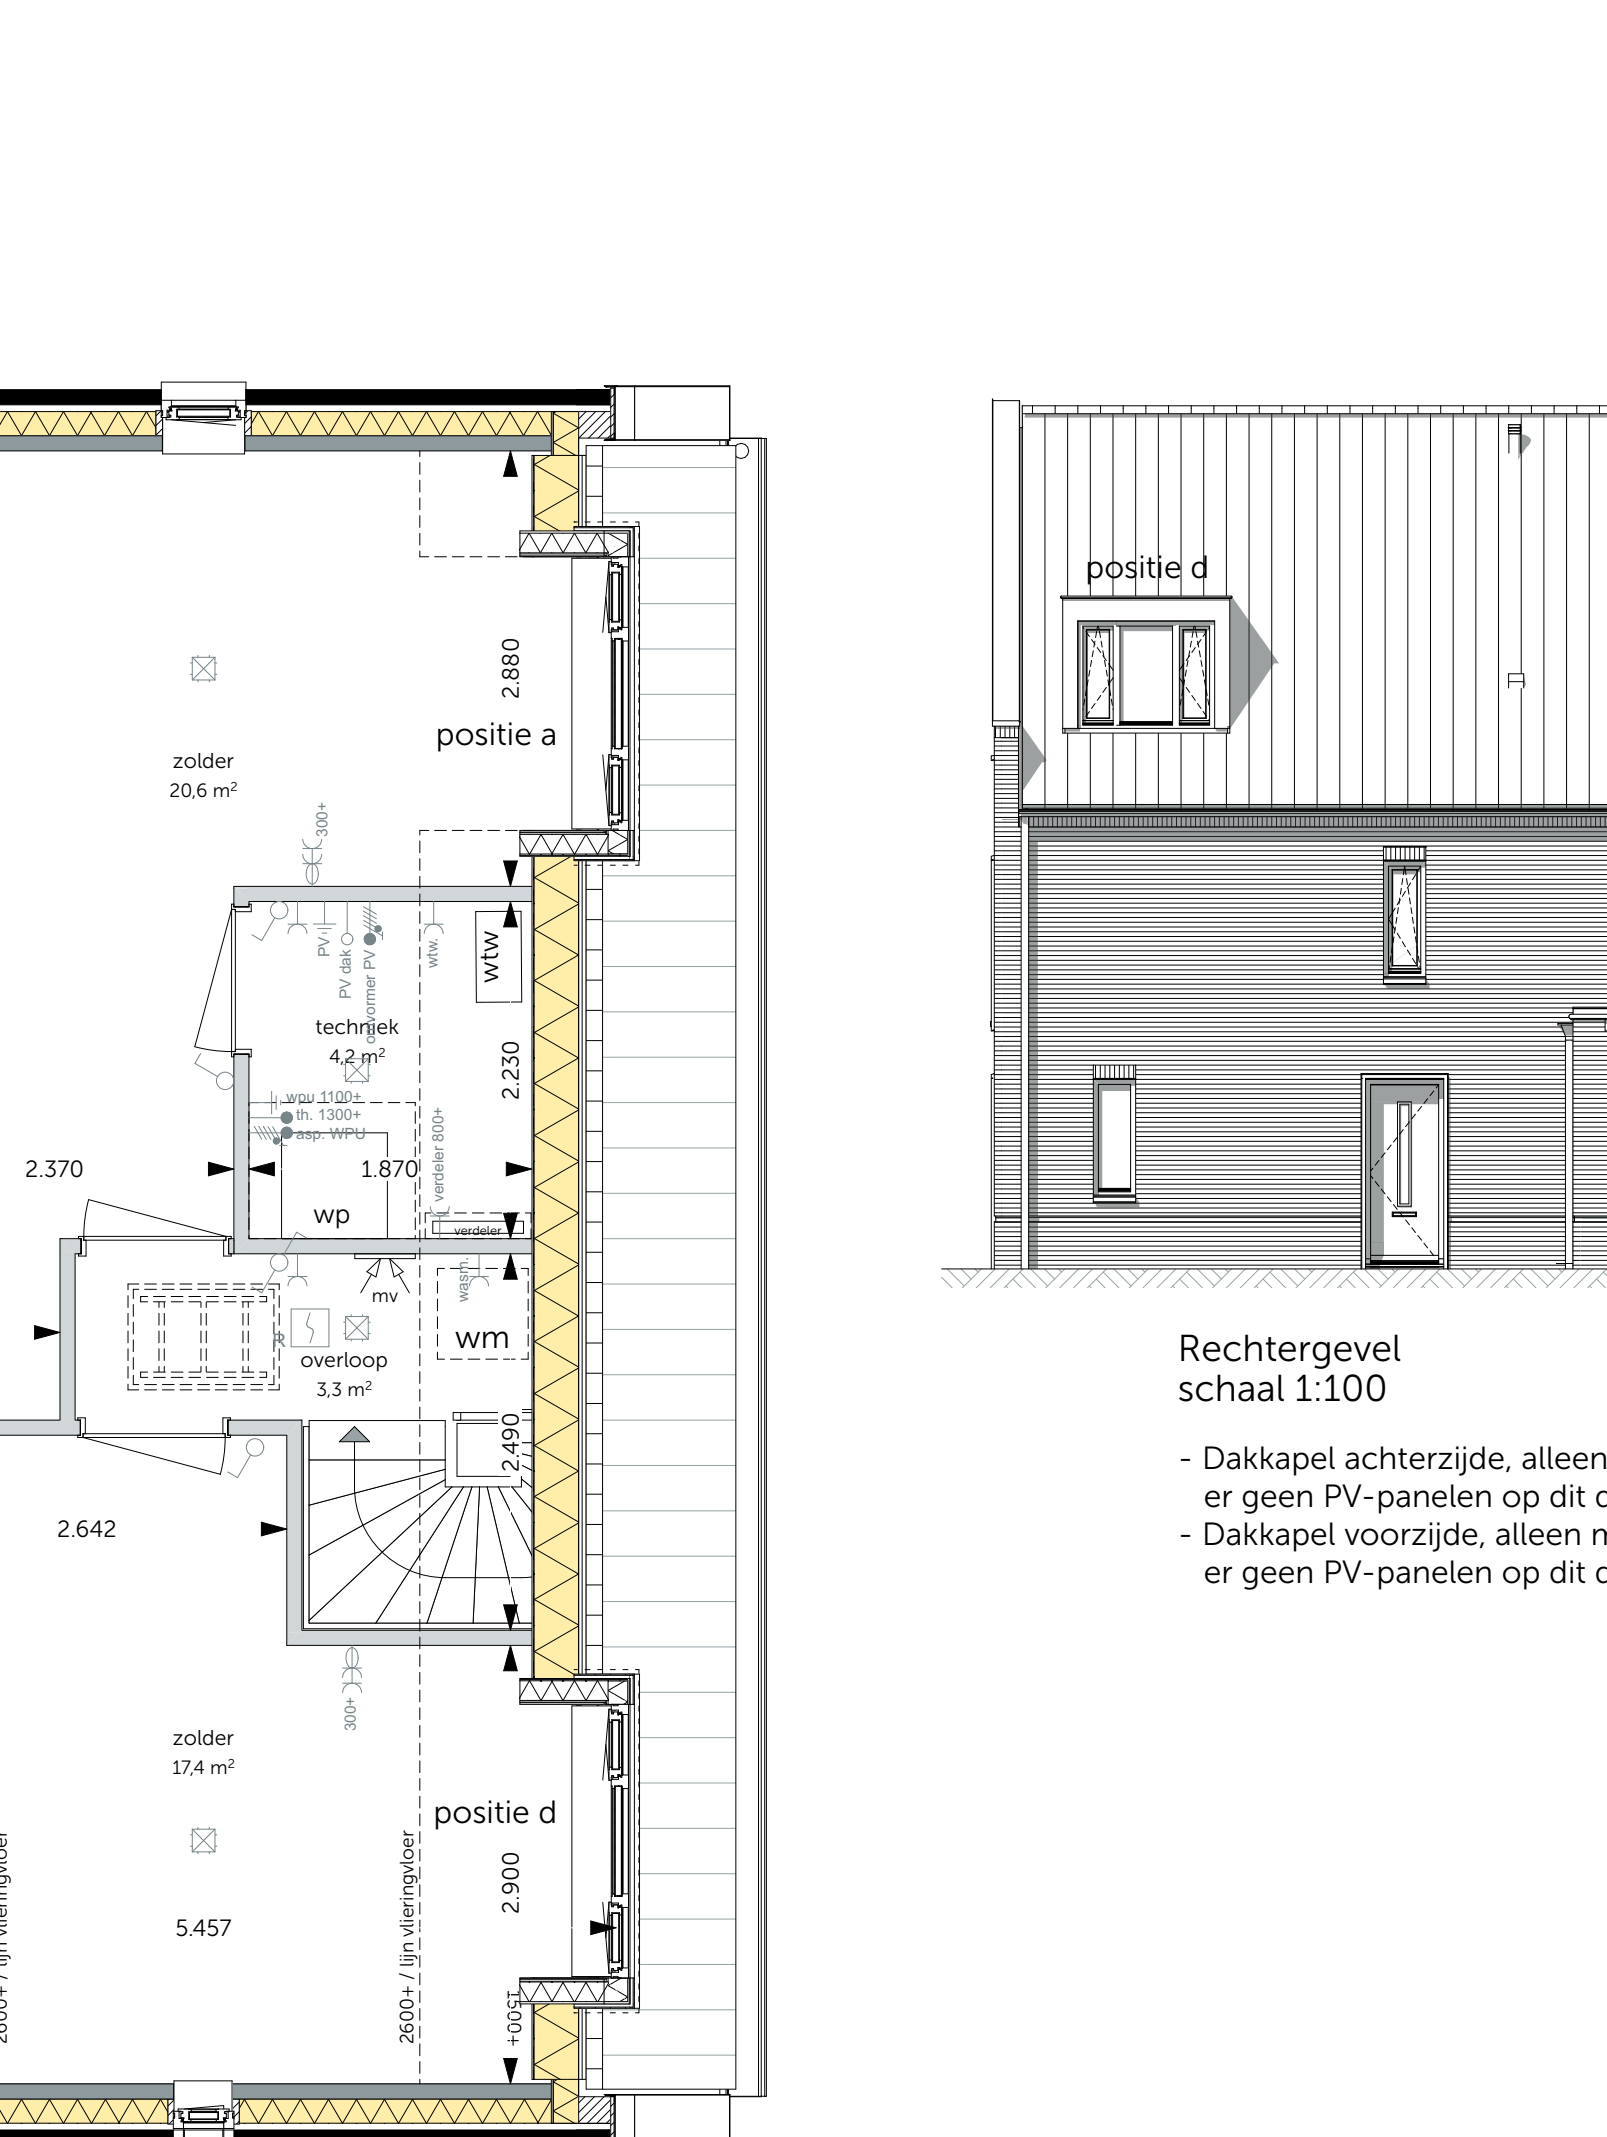 2.880
positie a
zolder
20,6 m²
300+
PV
PV dak
omvormer PV
wtw.
wtw
techniek
4,2 m²
2.230
wpu 1100+
th. 1300+
asp. WPU
verdeler 800+
2.370
1.870
wp
verdeler
wasm.
mv
wm
R
overloop
3,3 m²
2.490
2.642
300+
zolder
17,4 m²
positie d
2.900
5.457
2600+ / lijn vlieringvloer
2600+ / lijn vlieringvloer
1500+
positie d
Rechtergevel
schaal 1:100
- Dakkapel achterzijde, alleen
er geen PV-panelen op dit d
- Dakkapel voorzijde, alleen m
er geen PV-panelen op dit d